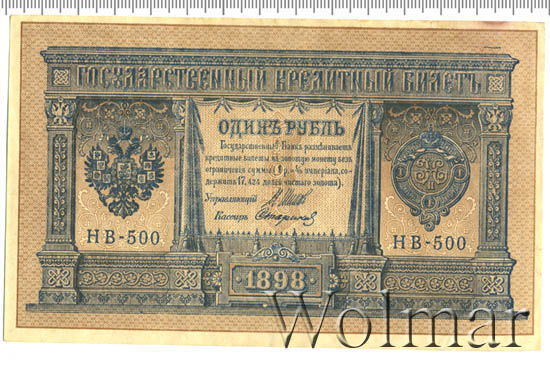 ГОСУДАРСТВЕННЫЙ КРЕДИТНЫЙ БИЛЕТЪ
ОДИНЪ РУБЛЬ
Государственный Банкъ размѣниваетъ
кредитные билеты на золотую монету безъ
ограниченія суммы (1 р. = 1/15 имперіала, со-
держитъ 17,424 долей чистаго золота).
Управляющій
Кассиръ
НВ-500
НВ-500
1898
Wolmar